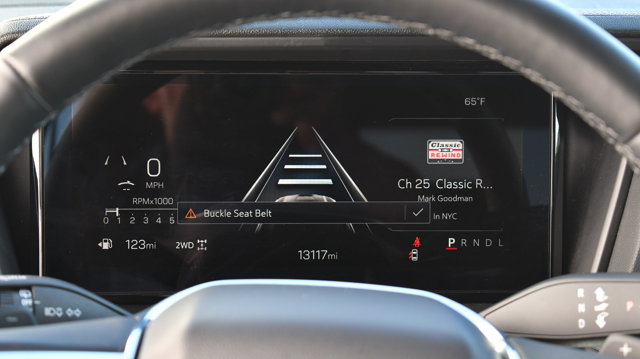 65°F
Classic
REWIND
0
MPH
Ch 25 Classic R...
Mark Goodman
In NYC
RPMx1000
Buckle Seat Belt
0 1 2 3 4 5
123mi
2WD
13117mi
P R N D L
R
N
D
P